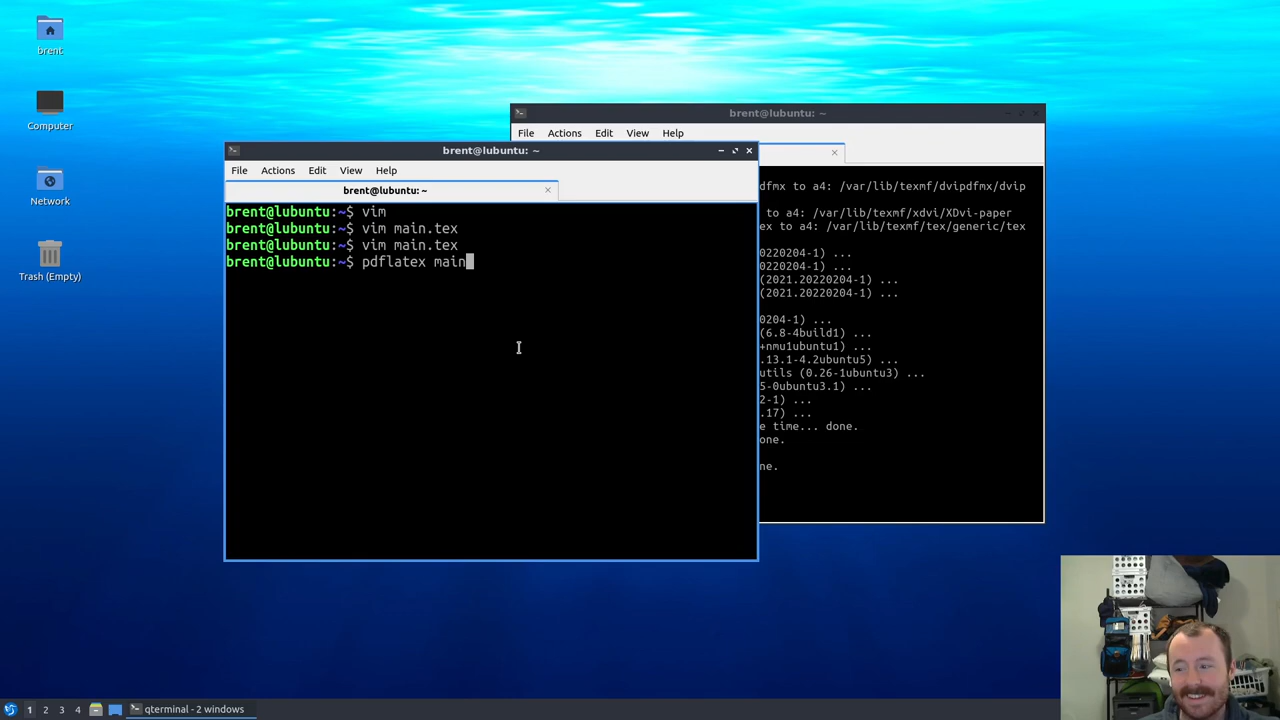 brent
Computer
Network
Trash (Empty)
brent@lubuntu: ~
File Actions Edit View Help
dfmx to a4: /var/lib/texmf/dvipdfmx/dvip
to a4: /var/lib/texmf/xdvi/XDvi-paper
ex to a4: /var/lib/texmf/tex/generic/tex
0220204-1) ...
0220204-1) ...
(2021.20220204-1) ...
(2021.20220204-1) ...
0204-1) ...
(6.8-4build1) ...
+nmu1ubuntu1) ...
.13.1-4.2ubuntu5) ...
utils (0.26-1ubuntu3) ...
5-0ubuntu3.1) ...
2-1) ...
.17) ...
e time... done.
one.
ne.
brent@lubuntu: ~
File Actions Edit View Help
brent@lubuntu: ~
brent@lubuntu:~$ vim
brent@lubuntu:~$ vim main.tex
brent@lubuntu:~$ vim main.tex
brent@lubuntu:~$ pdflatex main
1 2 3 4 qterminal - 2 windows